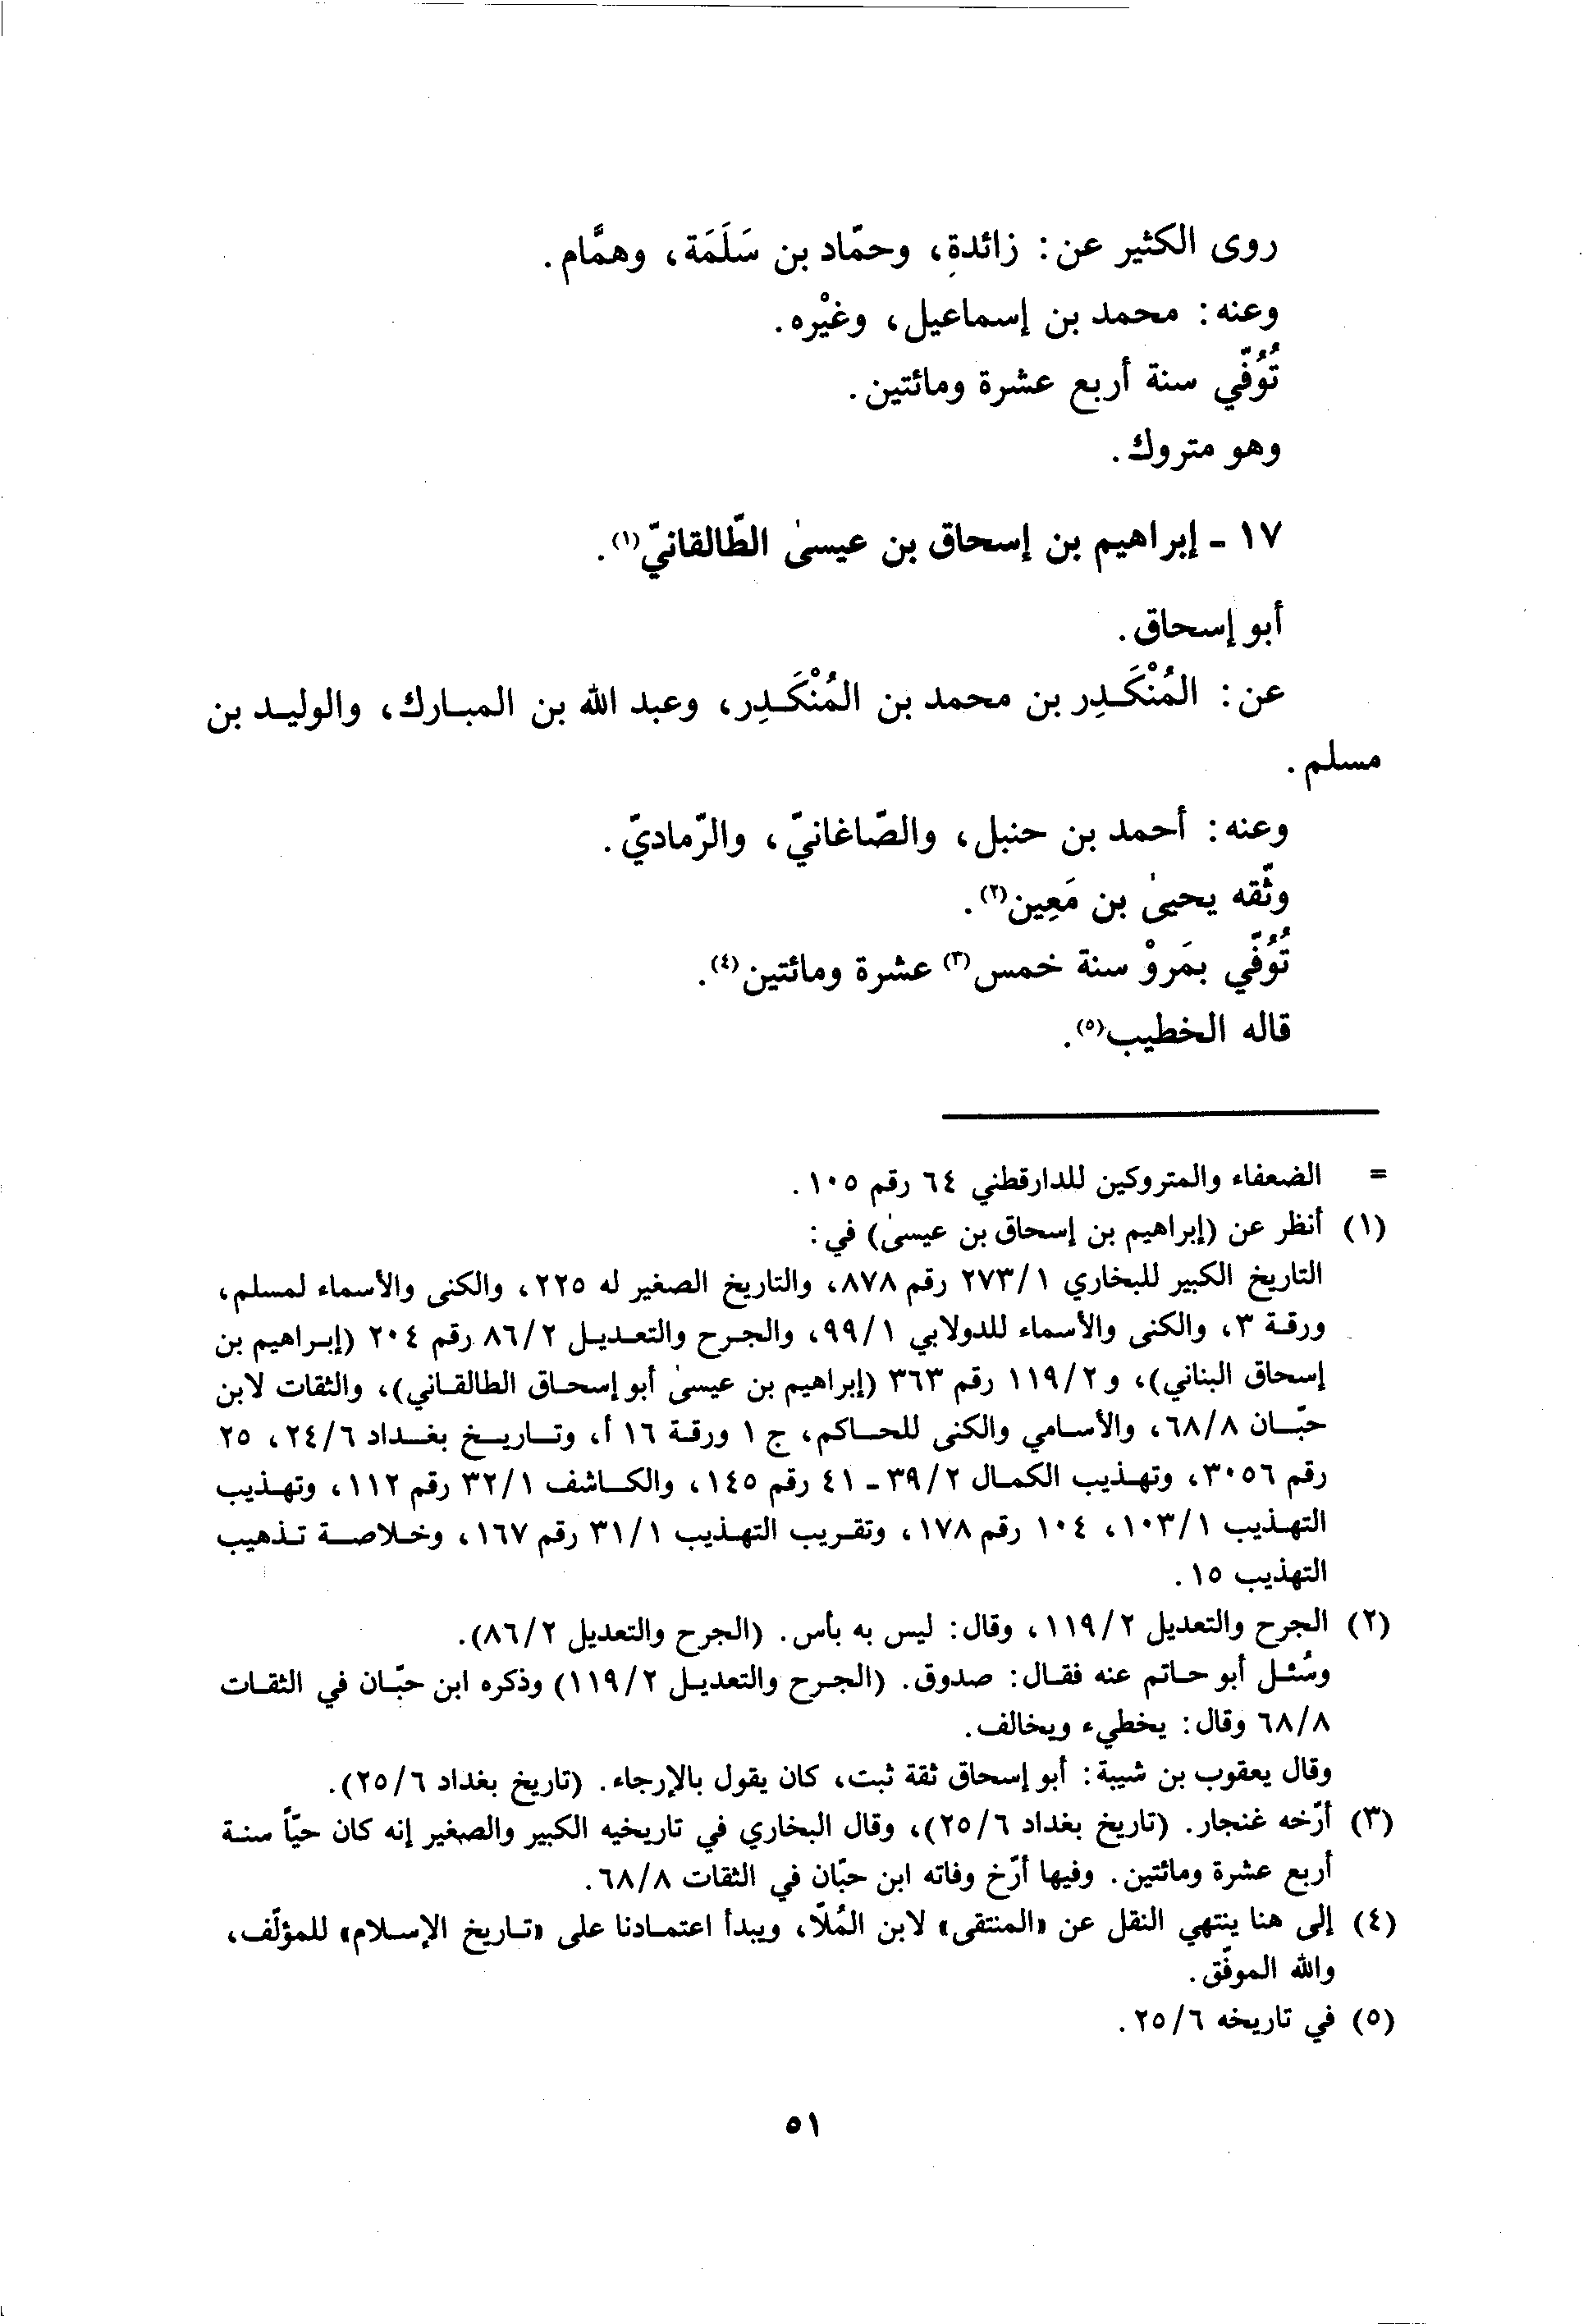 روى الكثير عن: زائدة، وحمّاد بن سَلَمَة، وهمَّام.
وعنه: محمد بن إسماعيل، وغيْره.
تُوُفّي سنة أربع عشرة ومائتين.
وهو متروك.
١٧ - إبراهيم بن إسحاق بن عيسىٰ الطّالقانيّ(١).
أبو إسحاق.
عن: المُنْكَدِر بن محمد بن المُنْكَدِر، وعبد الله بن المبارك، والوليد بن
مسلم.
وعنه: أحمد بن حنبل، والصّاغانيّ، والرّماديّ.
وثّقه يحيىٰ بن مَعِين(٢).
تُوُفّي بمَروْ سنة خمس(٣) عشرة ومائتين(٤).
قاله الخطيب(٥).
= الضعفاء والمتروكين للدارقطني ٦٤ رقم ١٠٥.
(١) أنظر عن (إبراهيم بن إسحاق بن عيسىٰ) في:
التاريخ الكبير للبخاري ٢٧٣/١ رقم ٨٧٨، والتاريخ الصغير له ٢٢٥، والكنى والأسماء لمسلم،
ورقة ٣، والكنى والأسماء للدولابي ٩٩/١، والجرح والتعديل ٨٦/٢ رقم ٢٠٤ (إبراهيم بن
إسحاق البناني)، و ١١٩/٢ رقم ٣٦٣ (إبراهيم بن عيسىٰ أبو إسحاق الطالقاني)، والثقات لابن
حبّان ٦٨/٨، والأسامي والكنى للحاكم، ج ١ ورقة ١٦ أ، وتاريخ بغداد ٢٤/٦، ٢٥
رقم ٣٠٥٦، وتهذيب الكمال ٣٩/٢ - ٤١ رقم ١٤٥، والكاشف ٣٢/١ رقم ١١٢، وتهذيب
التهذيب ١٠٣/١، ١٠٤ رقم ١٧٨، وتقريب التهذيب ٣١/١ رقم ١٦٧، وخلاصة تذهيب
التهذيب ١٥.
(٢) الجرح والتعديل ١١٩/٢، وقال: ليس به بأس. (الجرح والتعديل ٨٦/٢).
وسُئل أبو حاتم عنه فقال: صدوق. (الجرح والتعديل ١١٩/٢) وذكره ابن حبّان في الثقات
٦٨/٨ وقال: يخطيء ويخالف.
وقال يعقوب بن شيبة: أبو إسحاق ثقة ثبت، كان يقول بالإرجاء. (تاريخ بغداد ٢٥/٦).
(٣) أرّخه غنجار. (تاريخ بغداد ٢٥/٦)، وقال البخاري في تاريخيه الكبير والصغير إنه كان حيّاً سنة
أربع عشرة ومائتين. وفيها أرّخ وفاته ابن حبّان في الثقات ٦٨/٨.
(٤) إلى هنا ينتهي النقل عن «المنتقى» لابن المُلّا، ويبدأ اعتمادنا على «تاريخ الإسلام» للمؤلّف،
والله الموفّق.
(٥) في تاريخه ٢٥/٦.
٥١